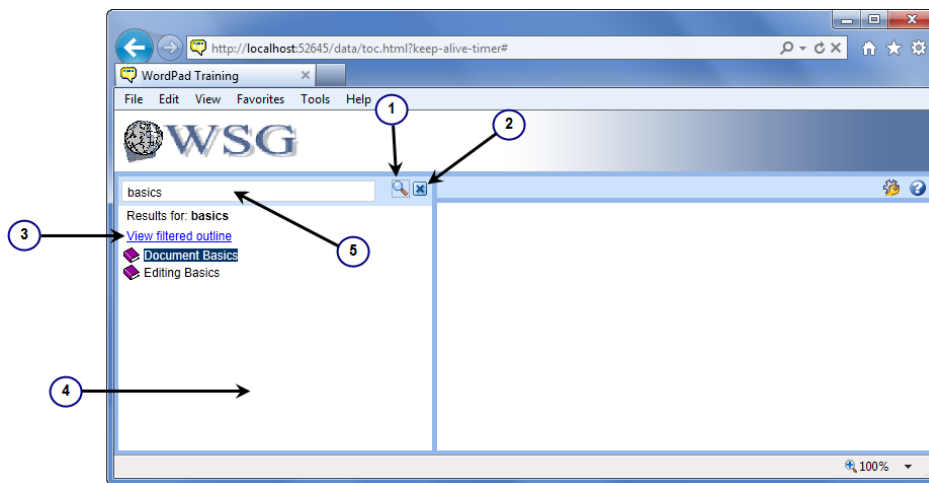 http://localhost:52645/data/toc.html?keep-alive-timer#
WordPad Training
File Edit View Favorites Tools Help
1
2
WSG
basics
Results for: basics
3
View filtered outline
5
Document Basics
Editing Basics
4
100%